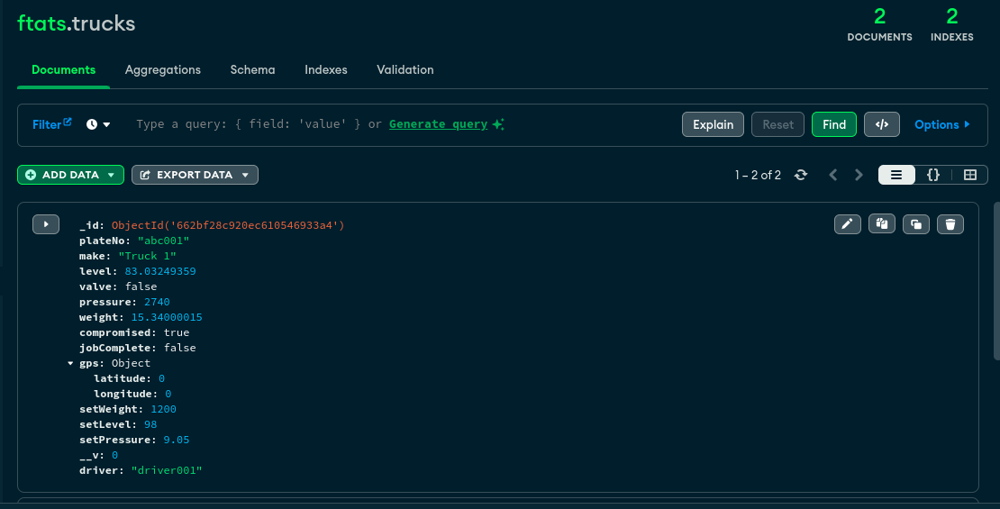 ftats.trucks
2 DOCUMENTS
2 INDEXES
Documents Aggregations Schema Indexes Validation
Filter Type a query: { field: 'value' } or Generate query Explain Reset Find </> Options
ADD DATA EXPORT DATA 1 – 2 of 2 {}
_id: ObjectId('662bf28c920ec610546933a4')
plateNo: "abc001"
make: "Truck 1"
level: 83.03249359
valve: false
pressure: 2740
weight: 15.34000015
compromised: true
jobComplete: false
gps: Object
latitude: 0
longitude: 0
setWeight: 1200
setLevel: 98
setPressure: 9.05
__v: 0
driver: "driver001"